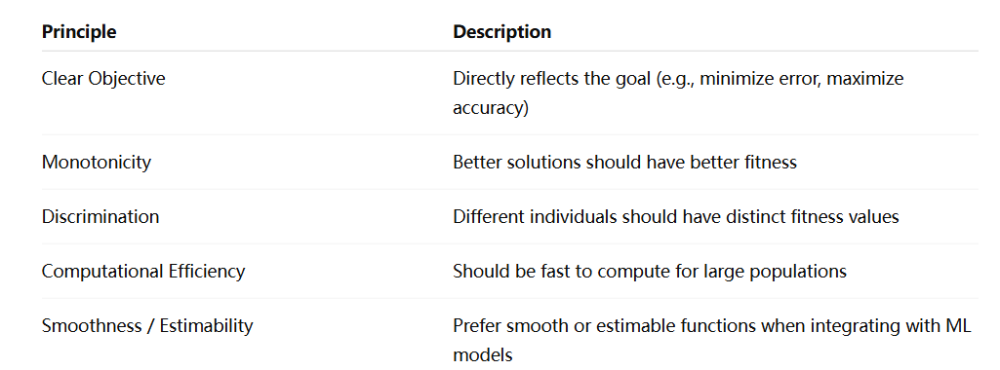 Principle Description
Clear Objective Directly reflects the goal (e.g., minimize error, maximize
accuracy)
Monotonicity Better solutions should have better fitness
Discrimination Different individuals should have distinct fitness values
Computational Efficiency Should be fast to compute for large populations
Smoothness / Estimability Prefer smooth or estimable functions when integrating with ML
models